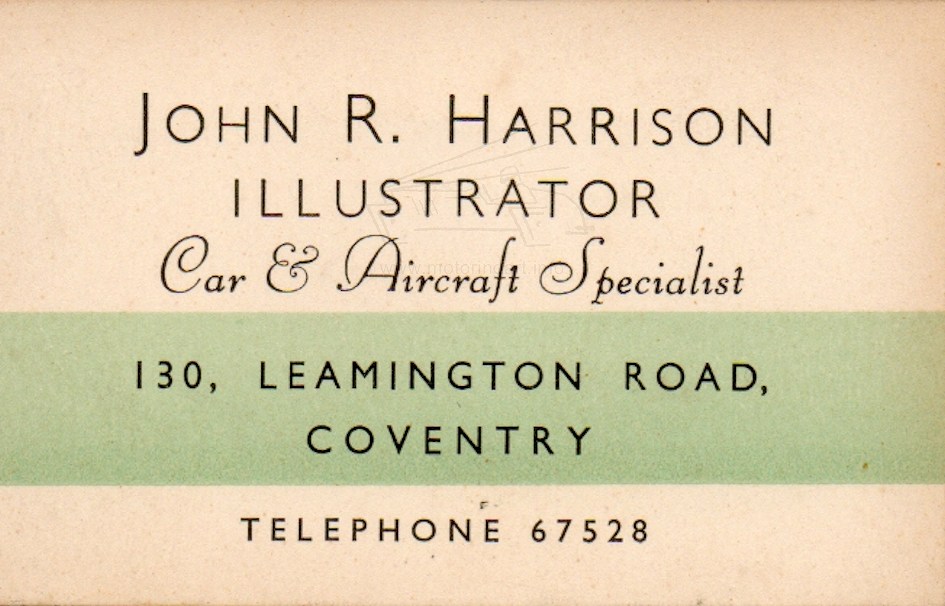 JOHN R. HARRISON
ILLUSTRATOR
Car & Aircraft Specialist
130, LEAMINGTON ROAD,
COVENTRY
TELEPHONE 67528